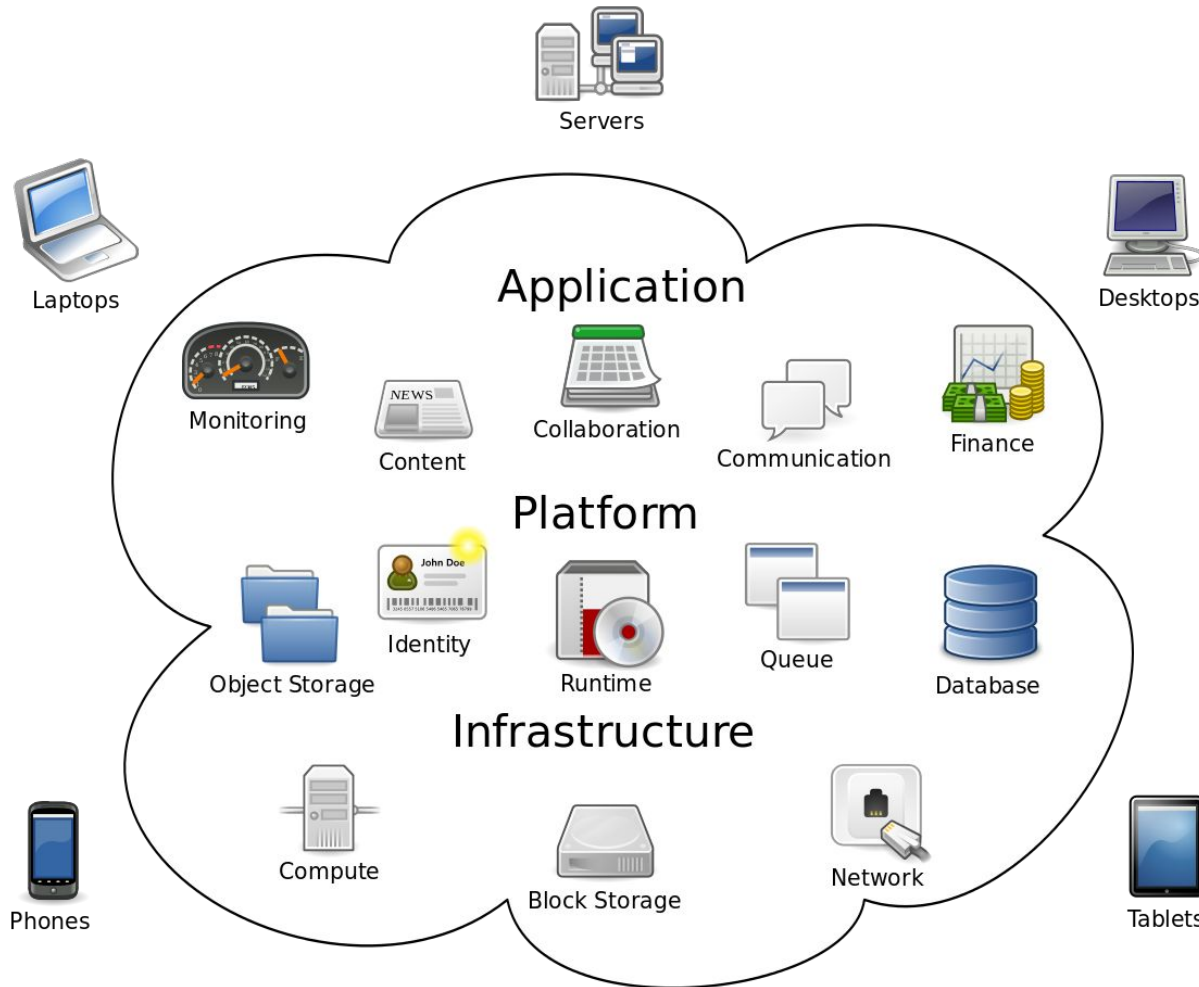 Servers
Laptops
Desktops
Application
Monitoring
NEWS
Content
Collaboration
Communication
Finance
Platform
John Doe
Identity
Object Storage
Runtime
Queue
Database
Infrastructure
Compute
Block Storage
Network
Phones
Tablets